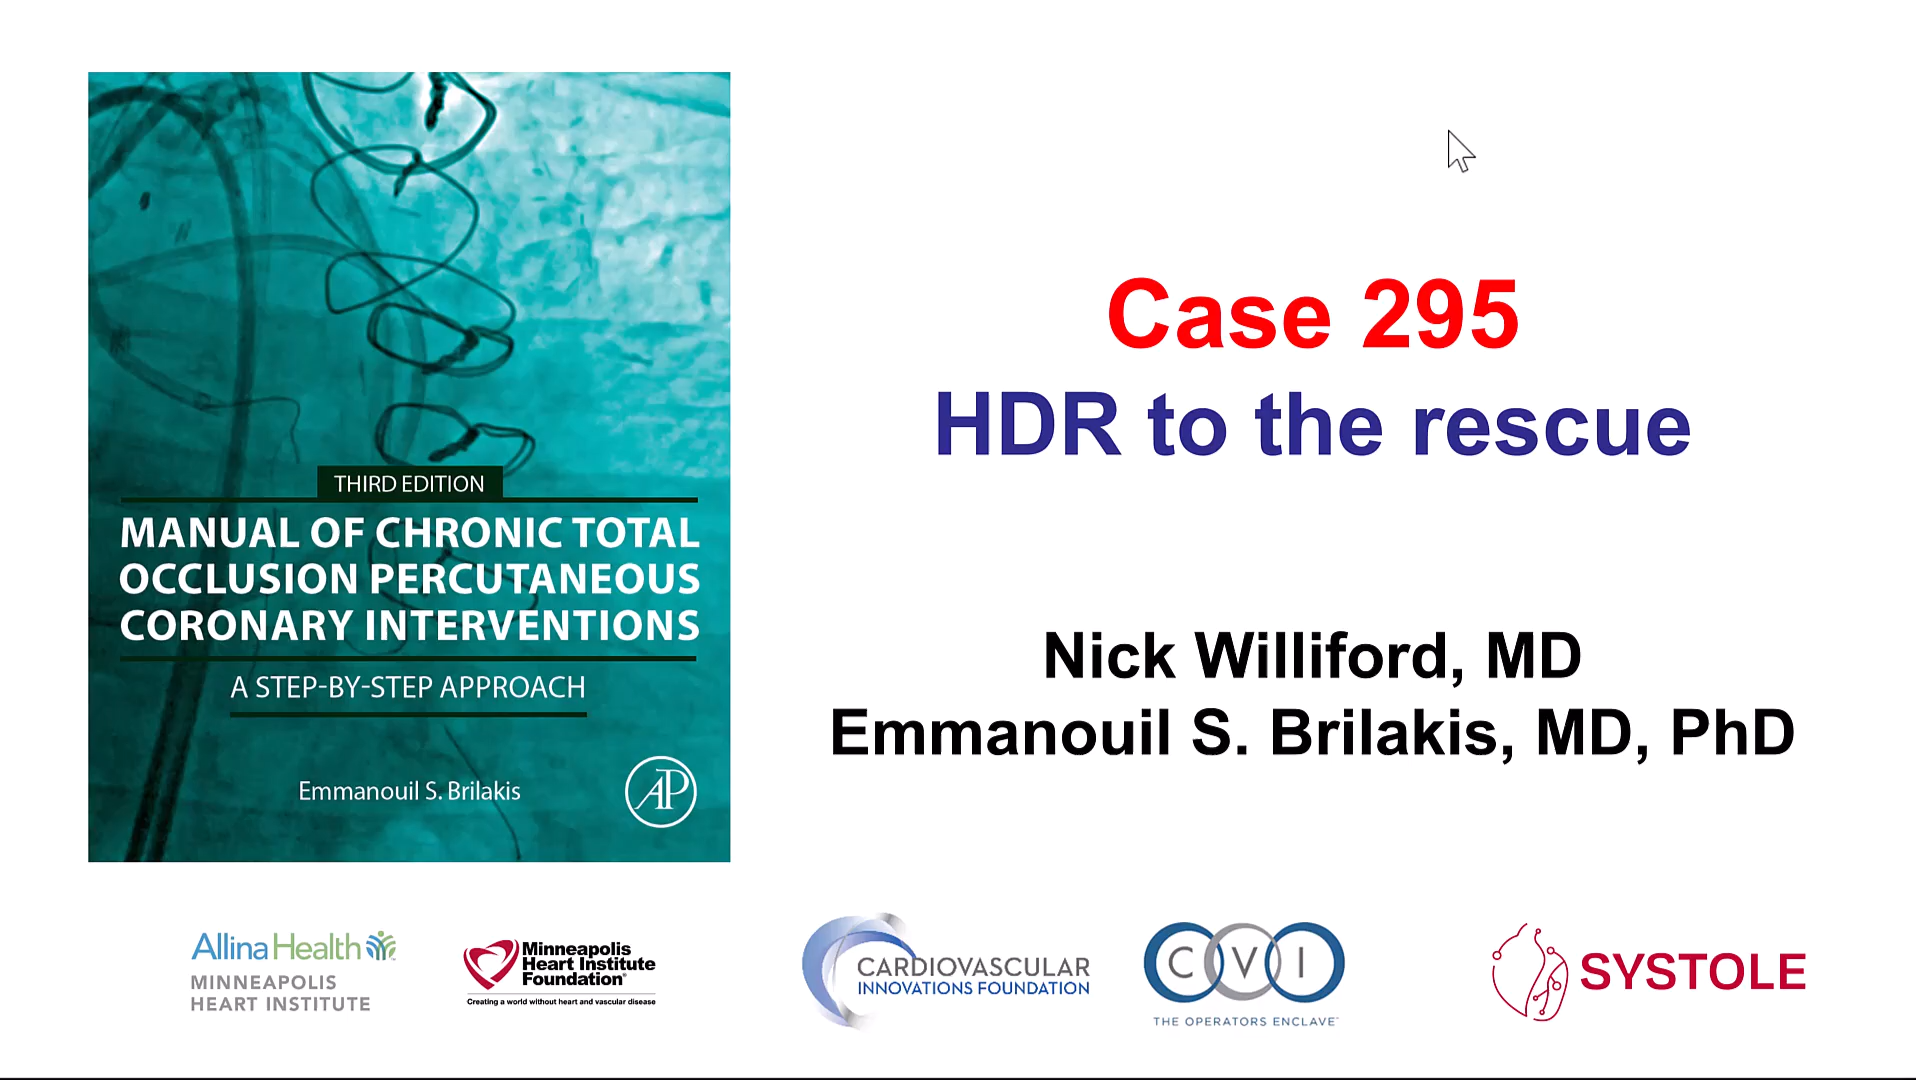 THIRD EDITION
MANUAL OF CHRONIC TOTAL
OCCLUSION PERCUTANEOUS
CORONARY INTERVENTIONS
A STEP-BY-STEP APPROACH
Emmanouil S. Brilakis
AP
Case 295
HDR to the rescue
Nick Williford, MD
Emmanouil S. Brilakis, MD, PhD
Allina Health
MINNEAPOLIS
HEART INSTITUTE
Minneapolis
Heart Institute
Foundation®
Creating a world without heart and vascular disease
CARDIOVASCULAR
INNOVATIONS FOUNDATION
CVI
THE OPERATORS ENCLAVE™
SYSTOLE